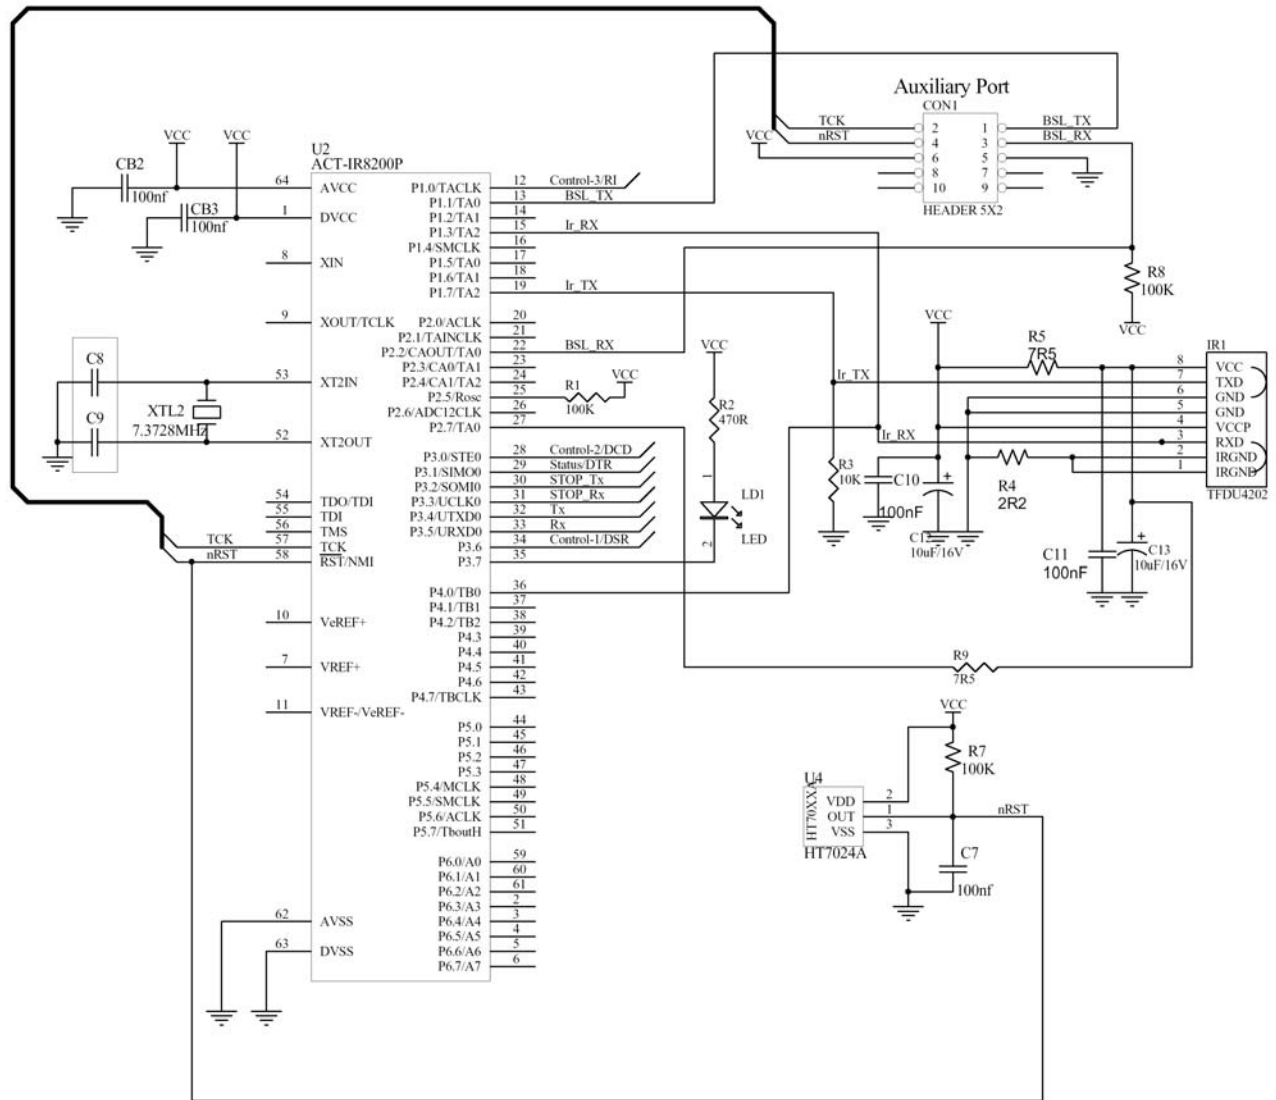 Auxiliary Port
CON1
TCK 2 1 BSL_TX
nRST 4 3 BSL_RX
VCC 6 5
8 7
10 9
HEADER 5X2
VCC VCC
CB2
100nf
CB3
100nf
U2
ACT-IR8200P
64 AVCC
1 DVCC
8 XIN
9 XOUT/TCLK
53 XT2IN
52 XT2OUT
54 TDO/TDI
55 TDI
56 TMS
TCK 57 TCK
nRST 58 RST/NMI
10 VeREF+
7 VREF+
11 VREF-/VeREF-
62 AVSS
63 DVSS
C8
C9
XTL2
7.3728MHZ
P1.0/TACLK 12 Control-3/RI
P1.1/TA0 13 BSL_TX
P1.2/TA1 14
P1.3/TA2 15 Ir_RX
P1.4/SMCLK 16
P1.5/TA0 17
P1.6/TA1 18
P1.7/TA2 19 Ir_TX
P2.0/ACLK 20
P2.1/TAINCLK 21
P2.2/CAOUT/TA0 22 BSL_RX
P2.3/CA0/TA1 23
P2.4/CA1/TA2 24
P2.5/Rosc 25
P2.6/ADC12CLK 26
P2.7/TA0 27
P3.0/STE0 28 Control-2/DCD
P3.1/SIMO0 29 Status/DTR
P3.2/SOMI0 30 STOP_Tx
P3.3/UCLK0 31 STOP_Rx
P3.4/UTXD0 32 Tx
P3.5/URXD0 33 Rx
P3.6 34 Control-1/DSR
P3.7 35
P4.0/TB0 36
P4.1/TB1 37
P4.2/TB2 38
P4.3 39
P4.4 40
P4.5 41
P4.6 42
P4.7/TBCLK 43
P5.0 44
P5.1 45
P5.2 46
P5.3 47
P5.4/MCLK 48
P5.5/SMCLK 49
P5.6/ACLK 50
P5.7/TboutH 51
P6.0/A0 59
P6.1/A1 60
P6.2/A2 61
P6.3/A3 2
P6.4/A4 3
P6.5/A5 4
P6.6/A6 5
P6.7/A7 6
R1
100K
VCC
VCC
R2
470R
1
LD1
LED
2
R8
100K
VCC
VCC
R5
7R5
Ir_TX
Ir_RX
R3
10K
C10
100nF
C12
10uF/16V
R4
2R2
C11
100nF
C13
10uF/16V
IR1
8 VCC
7 TXD
6 GND
5 GND
4 VCCP
3 RXD
2 IRGND
1 IRGND
TFDU4202
R9
7R5
VCC
R7
100K
U4
HT70XXA
VDD 2
OUT 1 nRST
VSS 3
HT7024A
C7
100nf